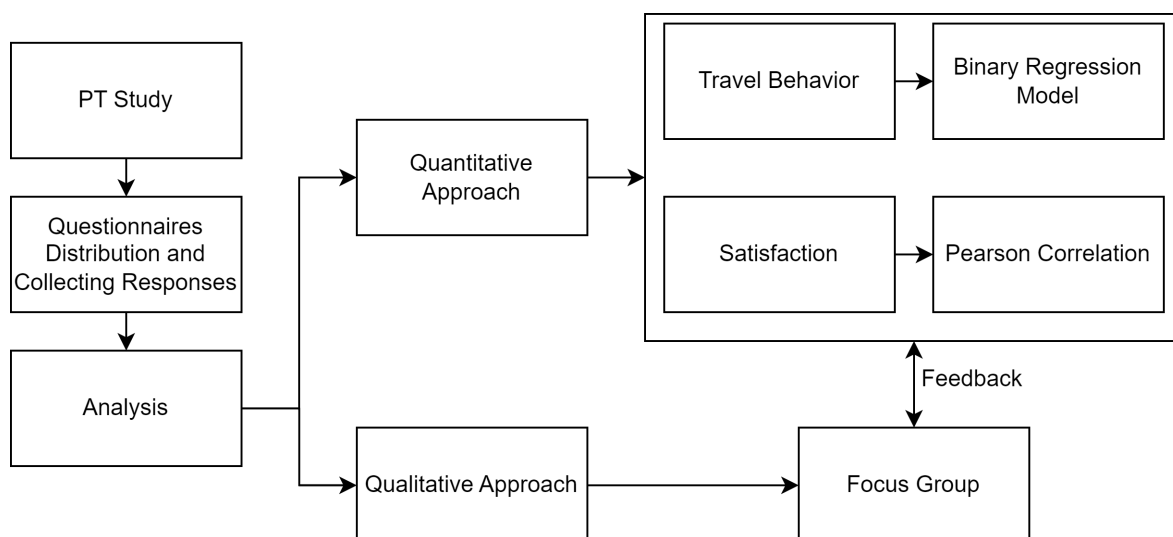 PT Study
Questionnaires
Distribution and
Collecting Responses
Analysis
Quantitative
Approach
Qualitative Approach
Travel Behavior
Binary Regression
Model
Satisfaction
Pearson Correlation
Feedback
Focus Group